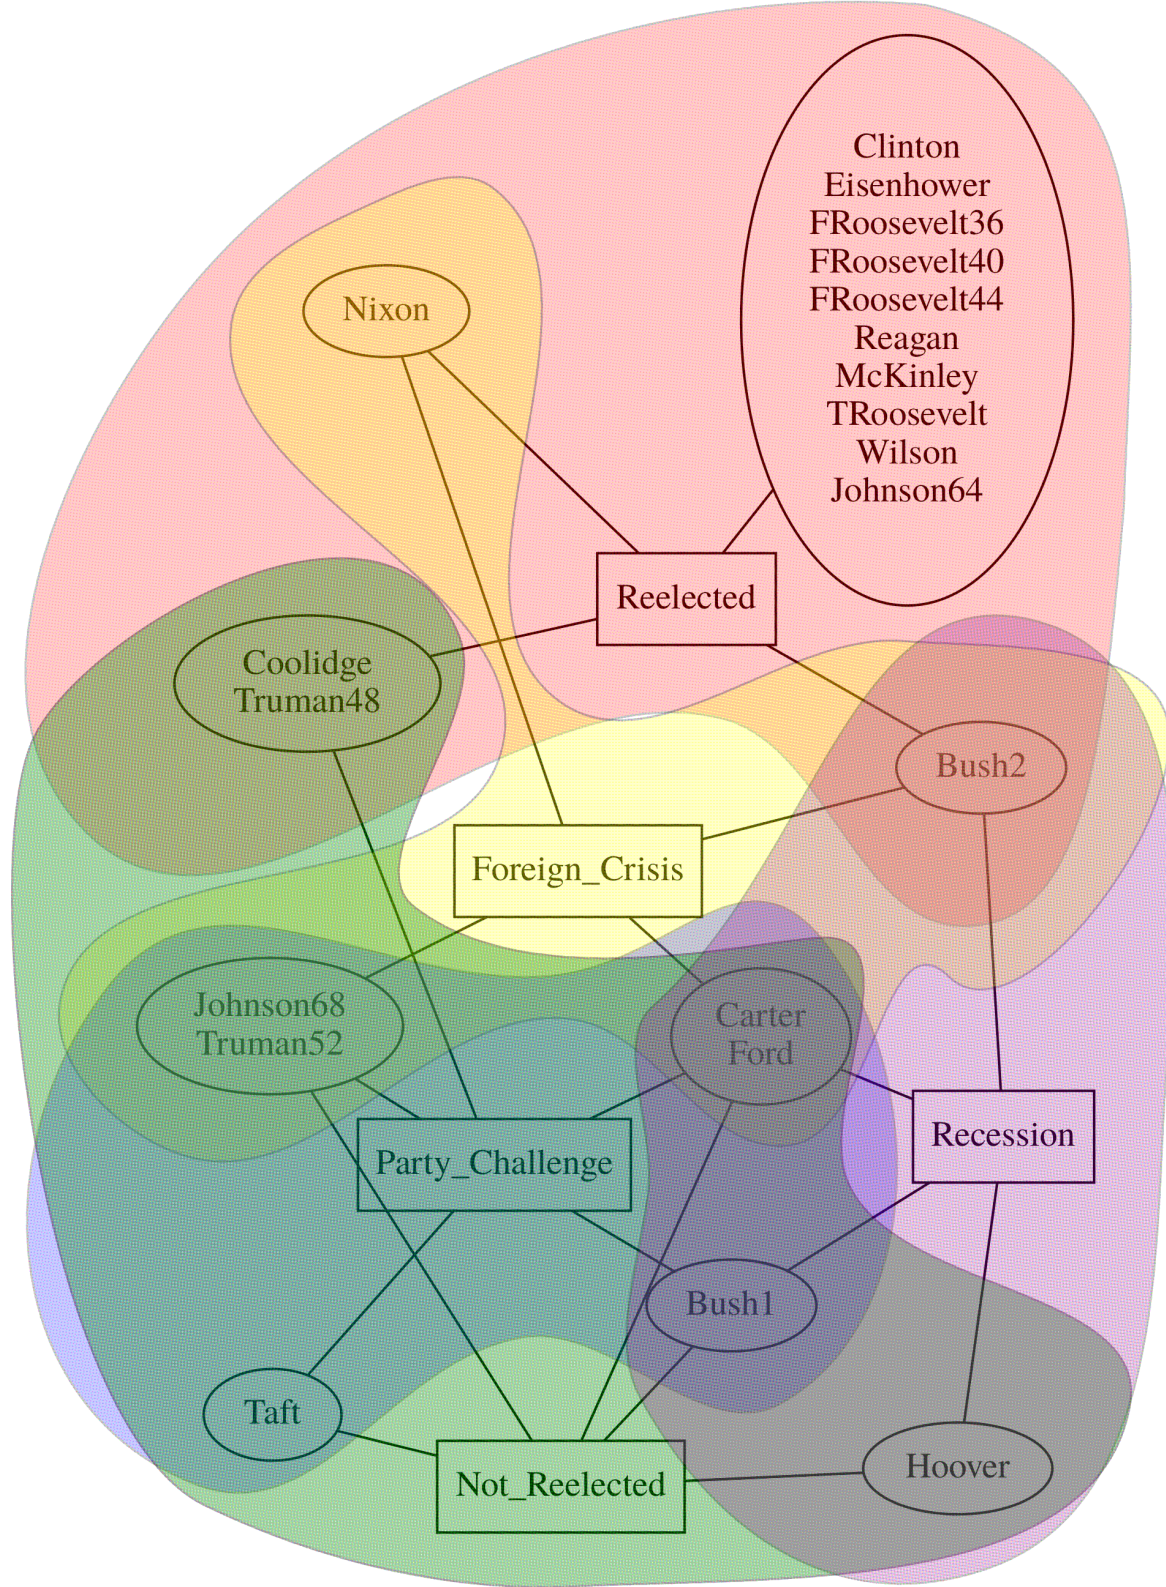 Clinton
Eisenhower
FRoosevelt36
FRoosevelt40
FRoosevelt44
Reagan
McKinley
TRoosevelt
Wilson
Johnson64
Nixon
Reelected
Coolidge
Truman48
Bush2
Foreign_Crisis
Johnson68
Truman52
Carter
Ford
Recession
Party_Challenge
Bush1
Taft
Hoover
Not_Reelected